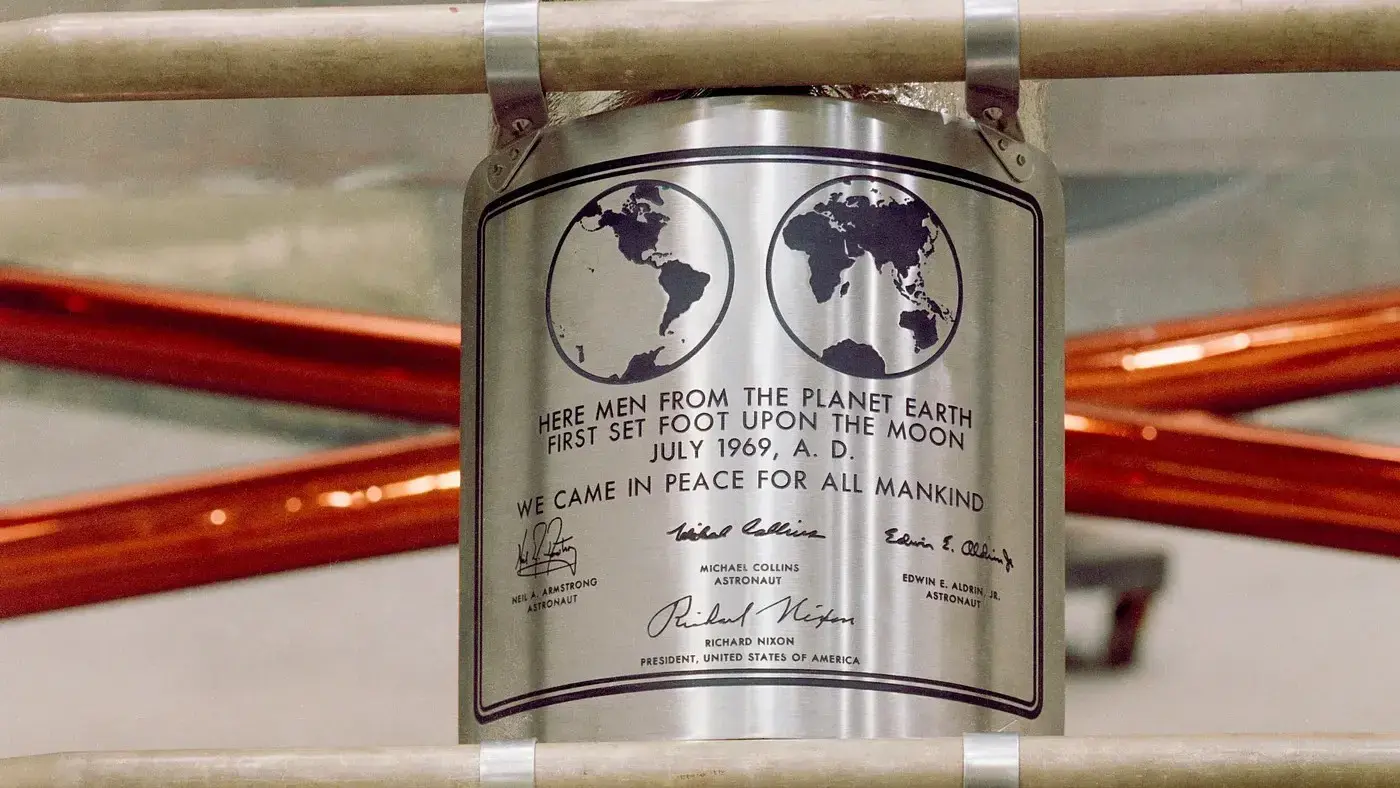 HERE MEN FROM THE PLANET EARTH
FIRST SET FOOT UPON THE MOON
JULY 1969, A. D.
WE CAME IN PEACE FOR ALL MANKIND
Neil A. Armstrong
NEIL A. ARMSTRONG
ASTRONAUT
Michael Collins
MICHAEL COLLINS
ASTRONAUT
Edwin E. Aldrin Jr
EDWIN E. ALDRIN, JR.
ASTRONAUT
Richard Nixon
RICHARD NIXON
PRESIDENT, UNITED STATES OF AMERICA